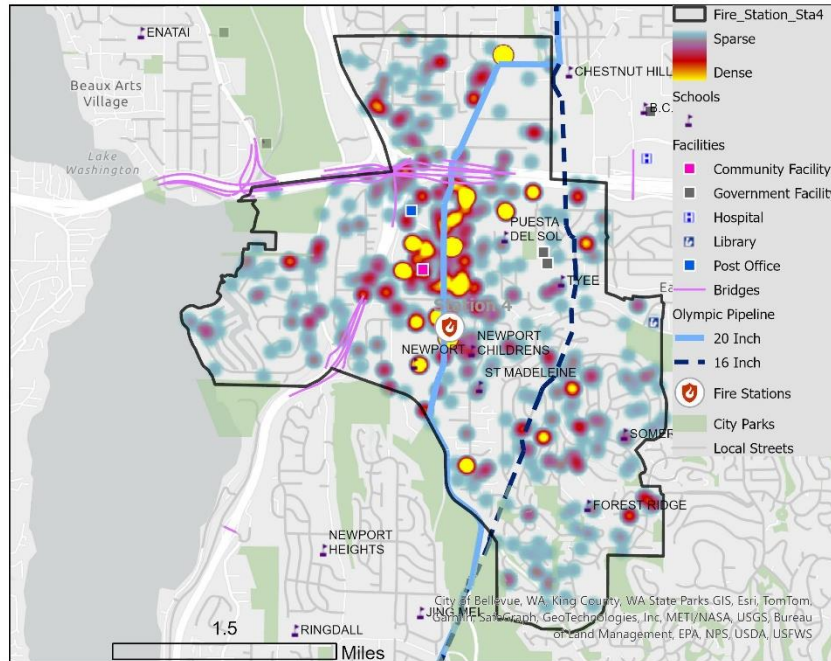 ENATAI
Beaux Arts
Village
Lake
Washington
CHESTNUT HILL
B.C.
PUESTA
DEL SOL
TYEE
Ea
Station 4
NEWPORT
NEWPORT
CHILDRENS
ST MADELEINE
SOMER
FOREST RIDGE
NEWPORT
HEIGHTS
JING MEI
RINGDALL
1.5
Miles
City of Bellevue, WA, King County, WA State Parks GIS, Esri, TomTom,
Garmin, SafeGraph, GeoTechnologies, Inc, METI/NASA, USGS, Bureau
of Land Management, EPA, NPS, USDA, USFWS
Fire_Station_Sta4
Sparse
Dense
Schools
Facilities
Community Facility
Government Facilit
Hospital
Library
Post Office
Bridges
Olympic Pipeline
20 Inch
16 Inch
Fire Stations
City Parks
Local Streets